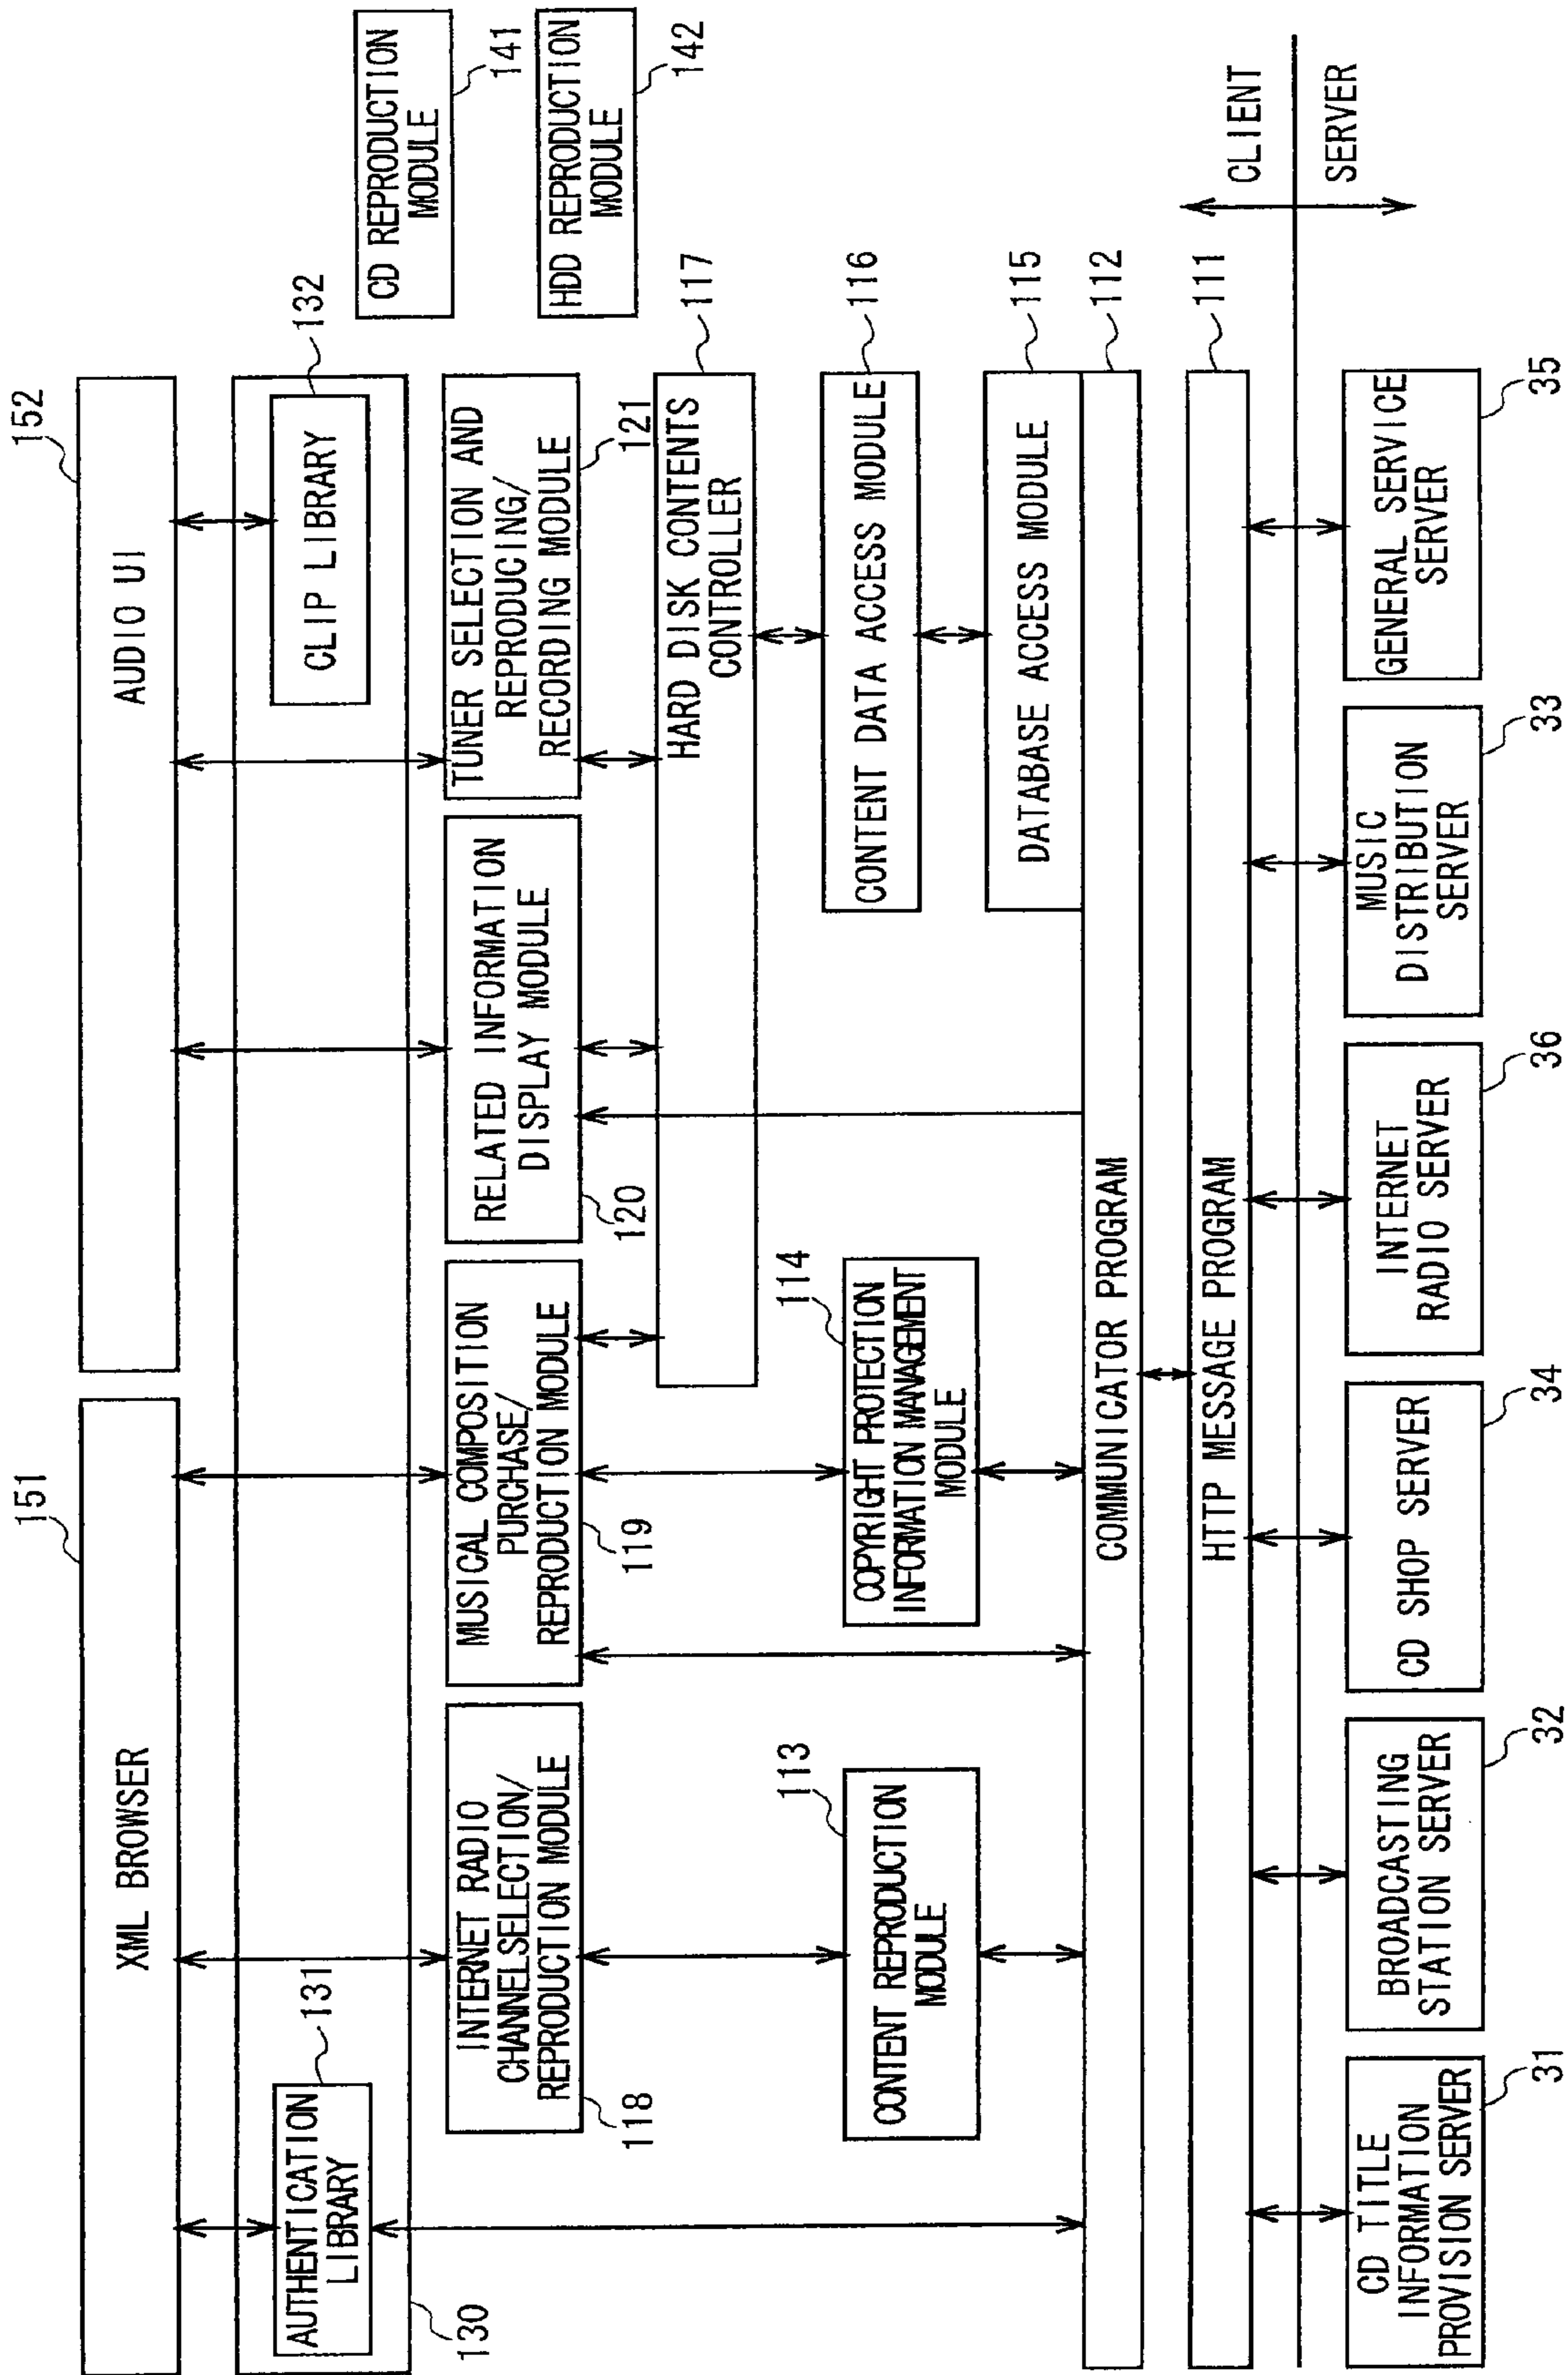 151
152
XML BROWSER
AUDIO UI
131
132
AUTHENTICATION
LIBRARY
CLIP LIBRARY
130
CD REPRODUCTION
MODULE
141
HDD REPRODUCTION
MODULE
142
INTERNET RADIO
CHANNELSELECTION/
REPRODUCTION MODULE
118
MUSICAL COMPOSITION
PURCHASE/
REPRODUCTION MODULE
119
RELATED INFORMATION
DISPLAY MODULE
120
TUNER SELECTION AND
REPRODUCING/
RECORDING MODULE
121
HARD DISK CONTENTS
CONTROLLER
117
113
CONTENT REPRODUCTION
MODULE
114
COPYRIGHT PROTECTION
INFORMATION MANAGEMENT
MODULE
CONTENT DATA ACCESS MODULE
116
DATABASE ACCESS MODULE
115
COMMUNICATOR PROGRAM
112
HTTP MESSAGE PROGRAM
111
CLIENT
SERVER
CD TITLE
INFORMATION
PROVISION SERVER
31
BROADCASTING
STATION SERVER
32
CD SHOP SERVER
34
INTERNET
RADIO SERVER
36
MUSIC
DISTRIBUTION
SERVER
33
GENERAL SERVICE
SERVER
35